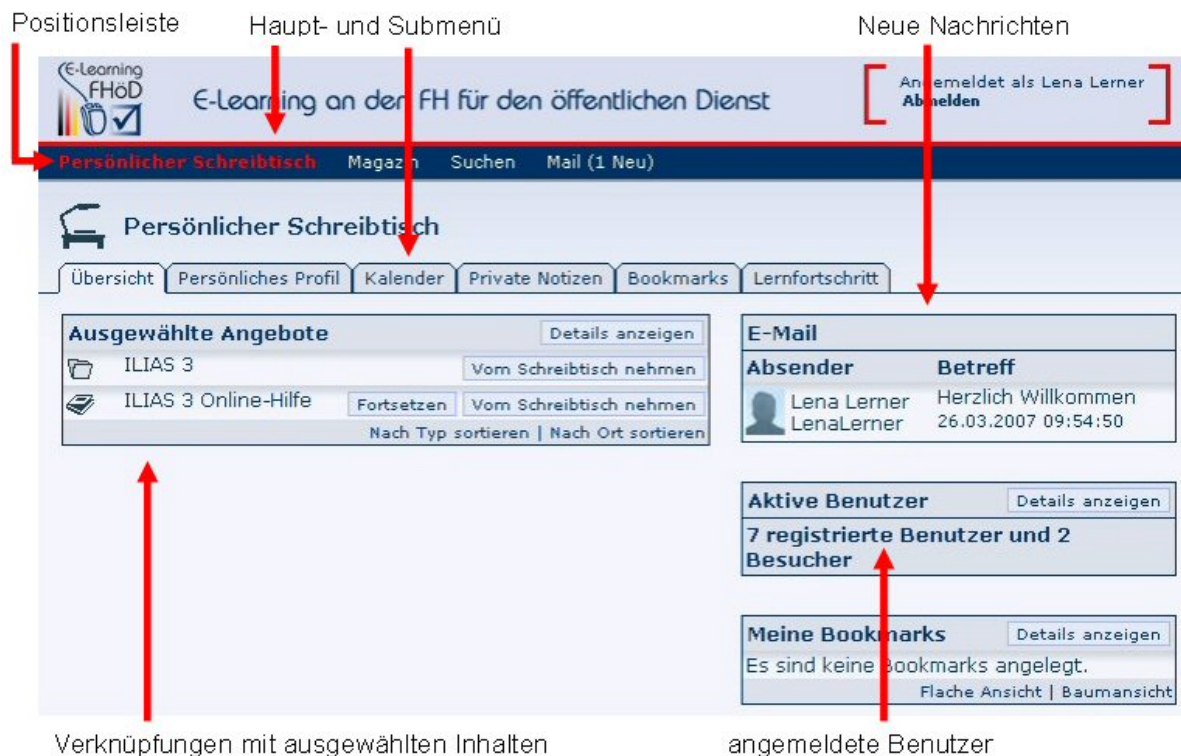 Positionsleiste Haupt- und Submenü Neue Nachrichten
E-Learning
FHöD
E-Learning an der FH für den öffentlichen Dienst
Angemeldet als Lena Lerner
Abmelden
Persönlicher Schreibtisch Magazin Suchen Mail (1 Neu)
Persönlicher Schreibtisch
Übersicht Persönliches Profil Kalender Private Notizen Bookmarks Lernfortschritt
Ausgewählte Angebote Details anzeigen
ILIAS 3 Vom Schreibtisch nehmen
ILIAS 3 Online-Hilfe Fortsetzen Vom Schreibtisch nehmen
Nach Typ sortieren | Nach Ort sortieren
E-Mail
Absender Betreff
Lena Lerner Herzlich Willkommen
LenaLerner 26.03.2007 09:54:50
Aktive Benutzer Details anzeigen
7 registrierte Benutzer und 2
Besucher
Meine Bookmarks Details anzeigen
Es sind keine Bookmarks angelegt.
Flache Ansicht | Baumansicht
Verknüpfungen mit ausgewählten Inhalten angemeldete Benutzer